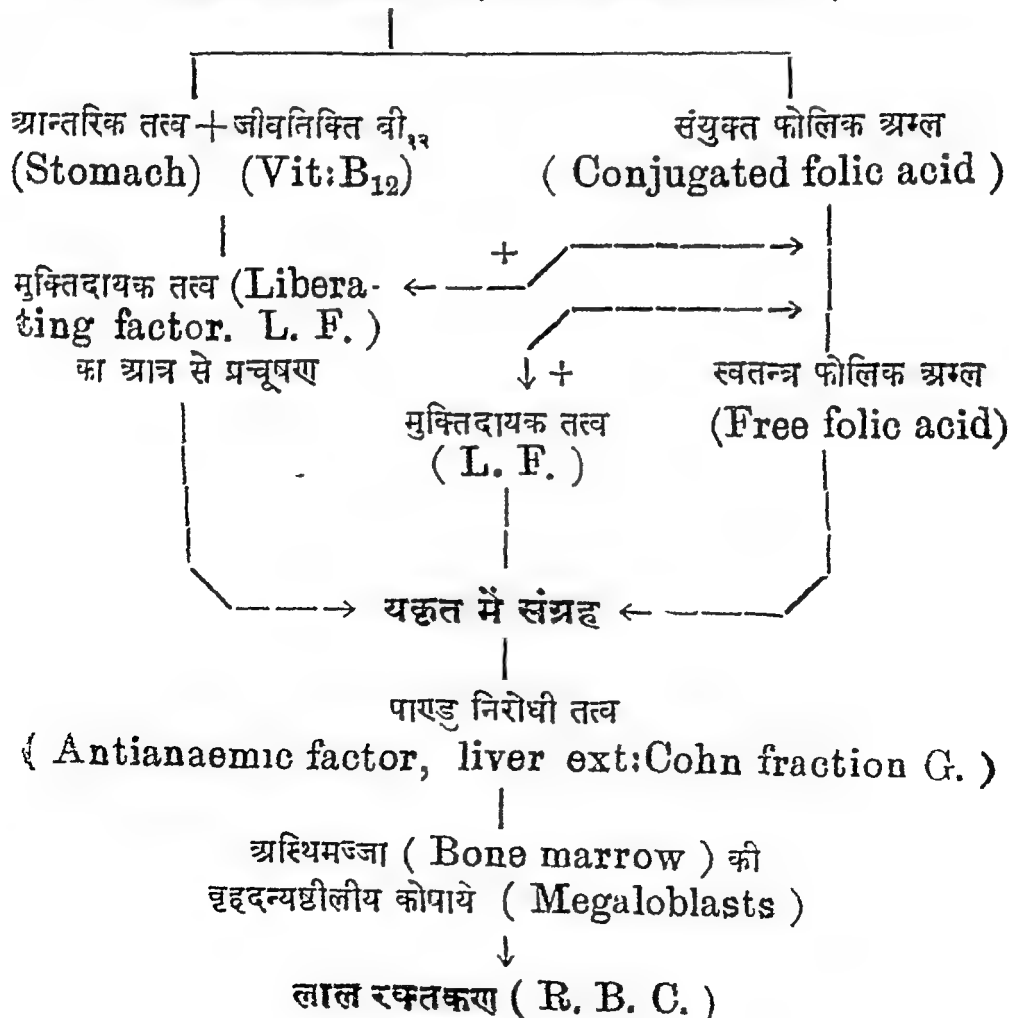 आन्तरिक तत्व + जीवतिक्ति बी₁₂
(Stomach) (Vit:B₁₂)
संयुक्त फोलिक अम्ल
( Conjugated folic acid )
+
मुक्तिदायक तत्व (Libera-
ting factor. L. F. )
का आत्र से प्रचूषण
+
मुक्तिदायक तत्व
( L. F. )
स्वतन्त्र फोलिक अम्ल
(Free folic acid)
यकृत में संग्रह
पाण्डु निरोधी तत्व
( Antianaemic factor, liver ext:Cohn fraction G. )
अस्थिमज्जा ( Bone marrow ) की
वृहदन्यष्टीलीय कोपाये ( Megaloblasts )
लाल रक्तकण ( R. B. C. )